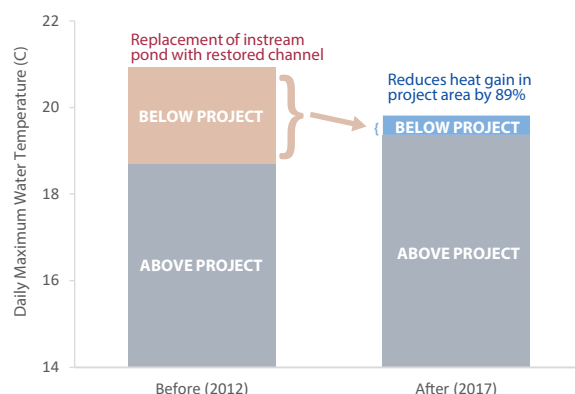 22
20
18
16
14
Daily Maximum Water Temperature (C)
Replacement of instream
pond with restored channel
Reduces heat gain in
project area by 89%
BELOW PROJECT
BELOW PROJECT
ABOVE PROJECT
ABOVE PROJECT
Before (2012)
After (2017)